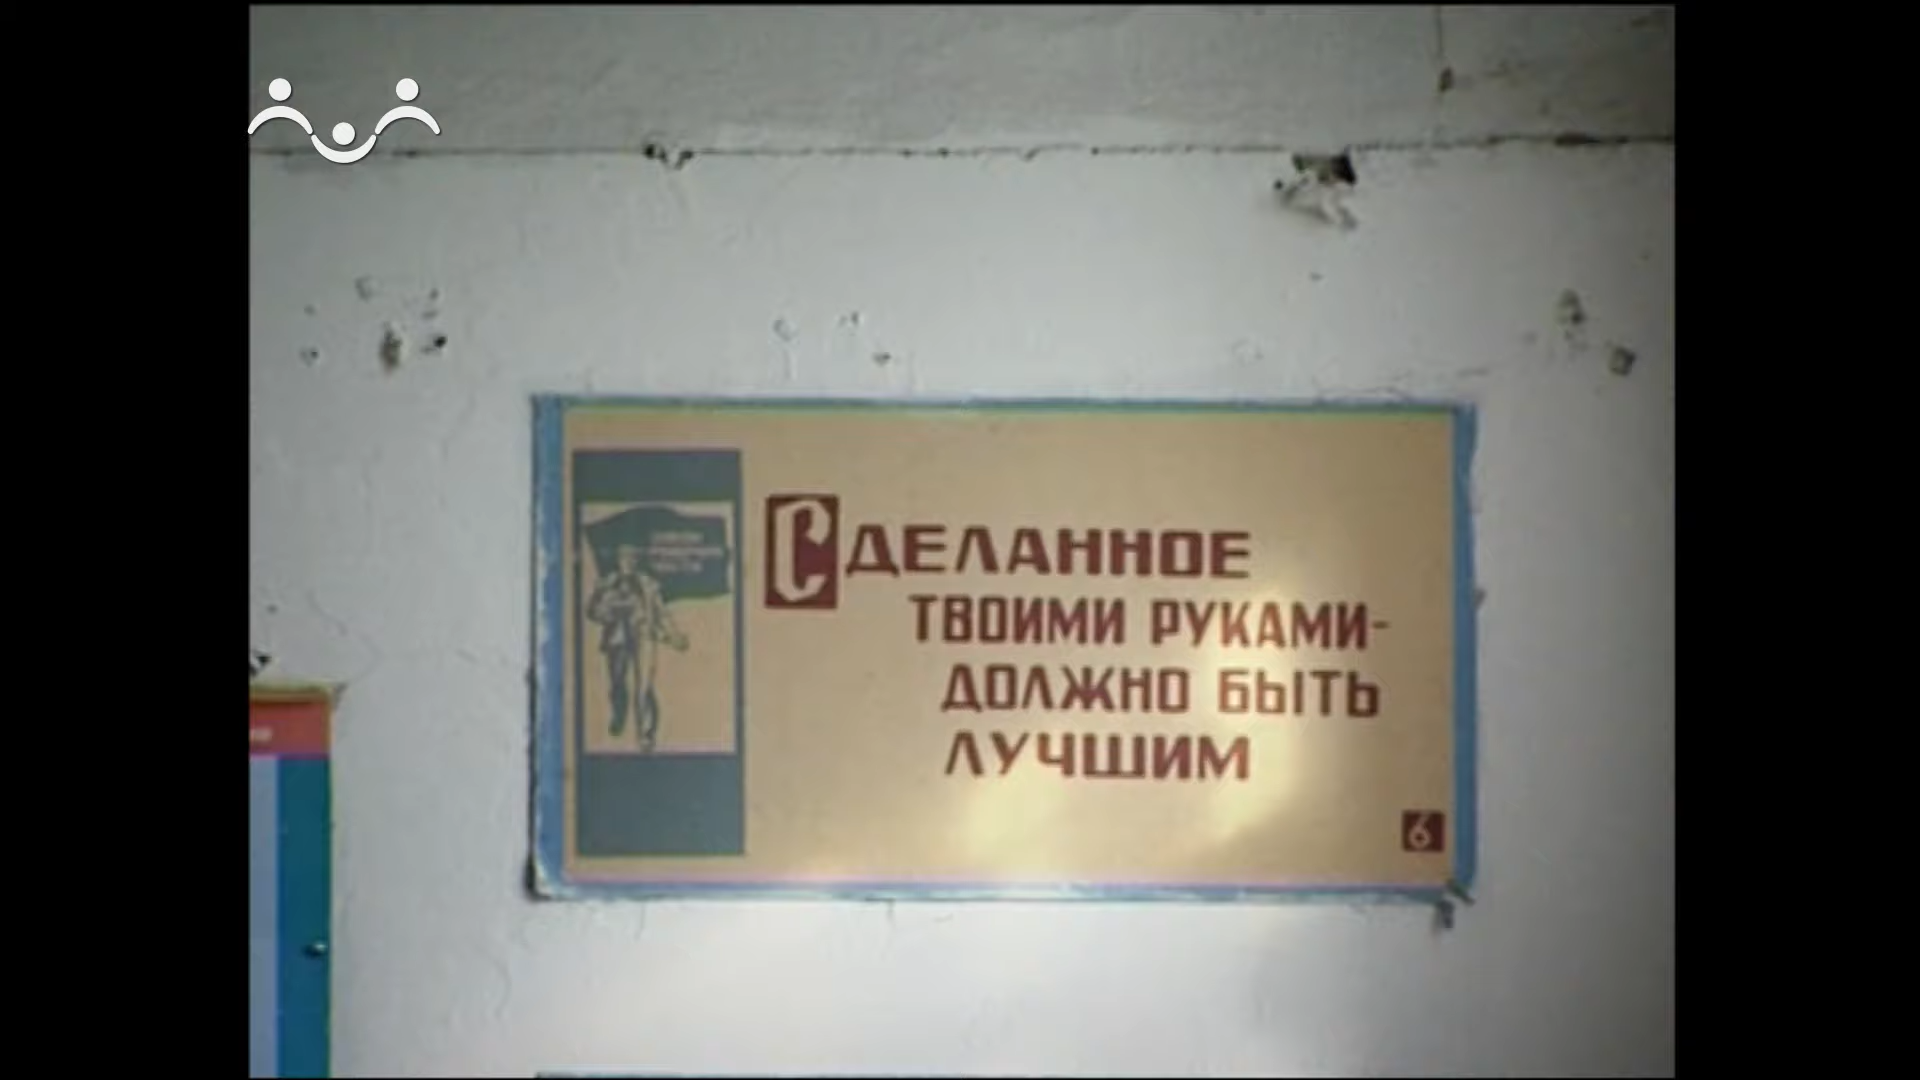 СДЕЛАННОЕ
ТВОИМИ РУКАМИ-
ДОЛЖНО БЫТЬ
ЛУЧШИМ
6